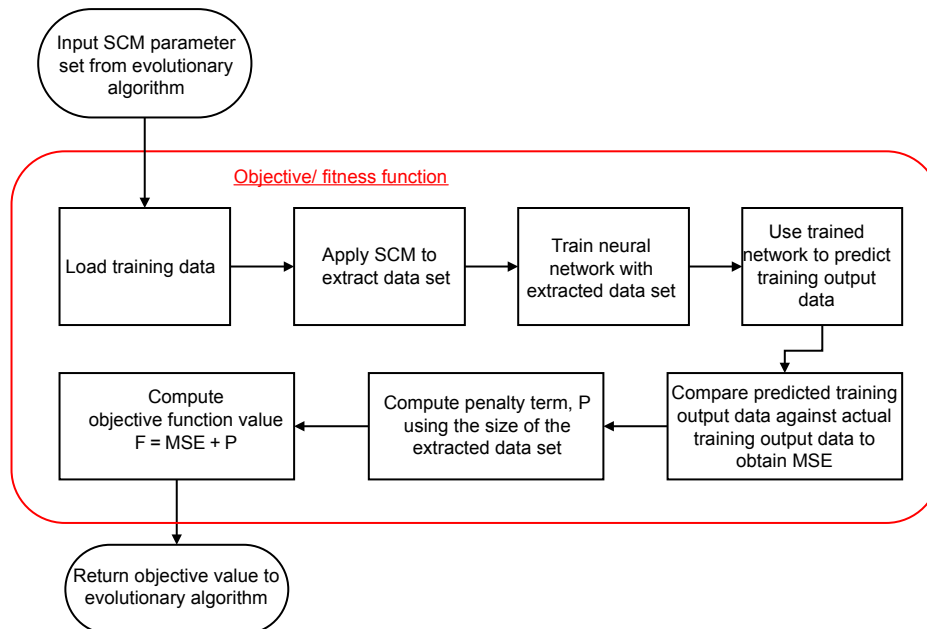 Input SCM parameter
set from evolutionary
algorithm
Objective/ fitness function
Load training data
Apply SCM to
extract data set
Train neural
network with
extracted data set
Use trained
network to predict
training output
data
Compare predicted training
output data against actual
training output data to
obtain MSE
Compute penalty term, P
using the size of the
extracted data set
Compute
objective function value
F = MSE + P
Return objective value to
evolutionary algorithm